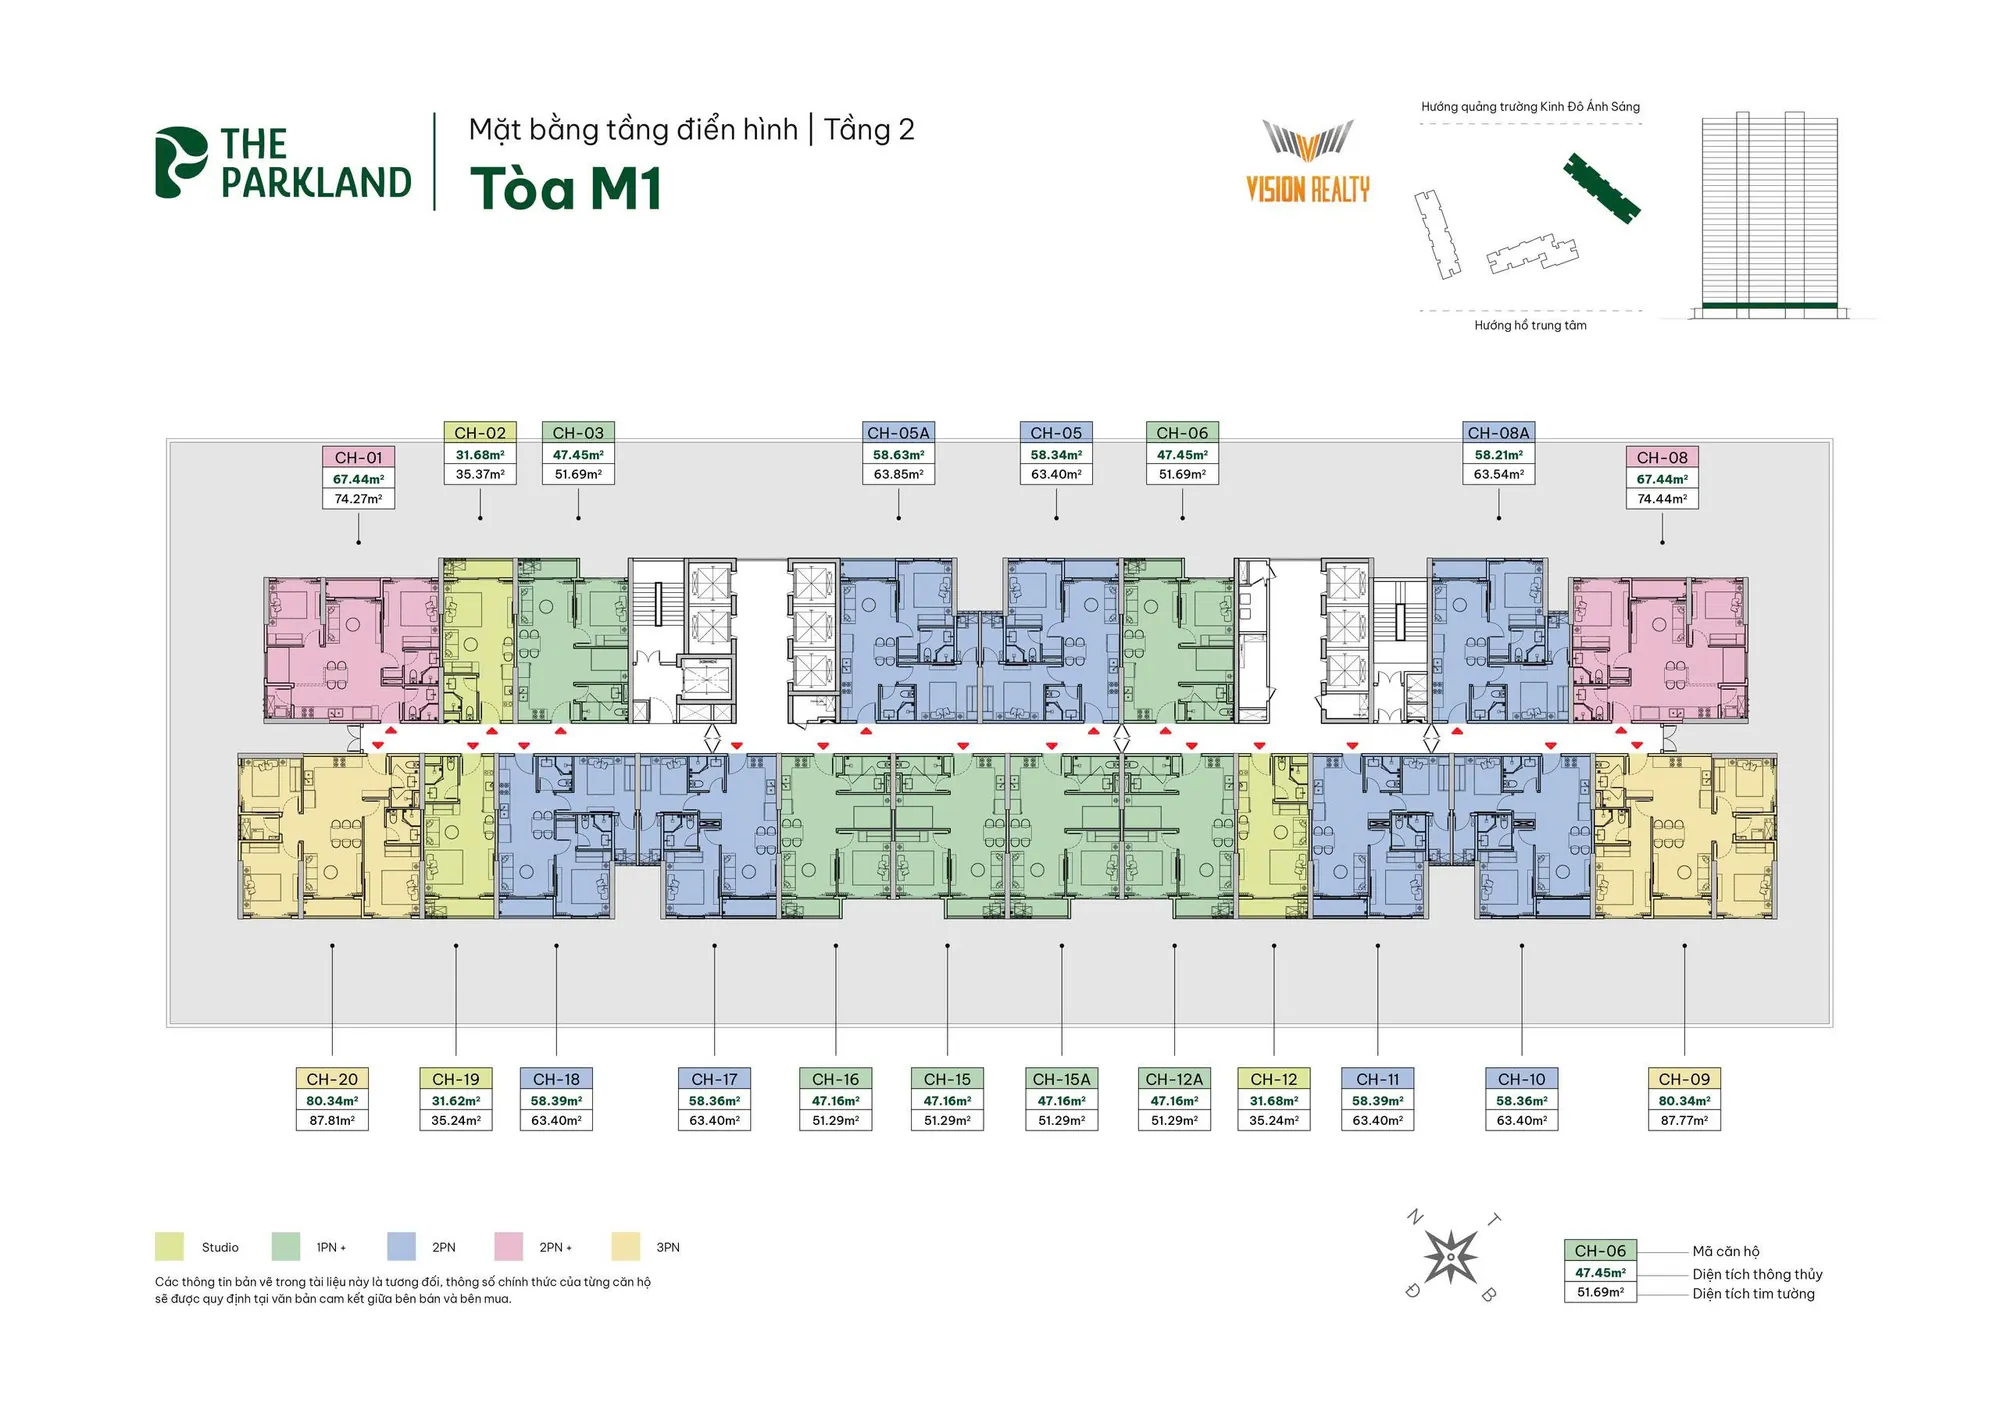 THE
PARKLAND
Mặt bằng tầng điển hình | Tầng 2
Tòa M1
VISION REALTY
Hướng quảng trường Kinh Đô Ánh Sáng
Hướng hồ trung tâm
CH-01
67.44m²
74.27m²
CH-02
31.68m²
35.37m²
CH-03
47.45m²
51.69m²
CH-05A
58.63m²
63.85m²
CH-05
58.34m²
63.40m²
CH-06
47.45m²
51.69m²
CH-08A
58.21m²
63.54m²
CH-08
67.44m²
74.44m²
CH-20
80.34m²
87.81m²
CH-19
31.62m²
35.24m²
CH-18
58.39m²
63.40m²
CH-17
58.36m²
63.40m²
CH-16
47.16m²
51.29m²
CH-15
47.16m²
51.29m²
CH-15A
47.16m²
51.29m²
CH-12A
47.16m²
51.29m²
CH-12
31.68m²
35.24m²
CH-11
58.39m²
63.40m²
CH-10
58.36m²
63.40m²
CH-09
80.34m²
87.77m²
Studio
1PN +
2PN
2PN +
3PN
Các thông tin bản vẽ trong tài liệu này là tương đối, thông số chính thức của từng căn hộ
sẽ được quy định tại văn bản cam kết giữa bên bán và bên mua.
N
T
Đ
B
CH-06
47.45m²
51.69m²
Mã căn hộ
Diện tích thông thủy
Diện tích tim tường